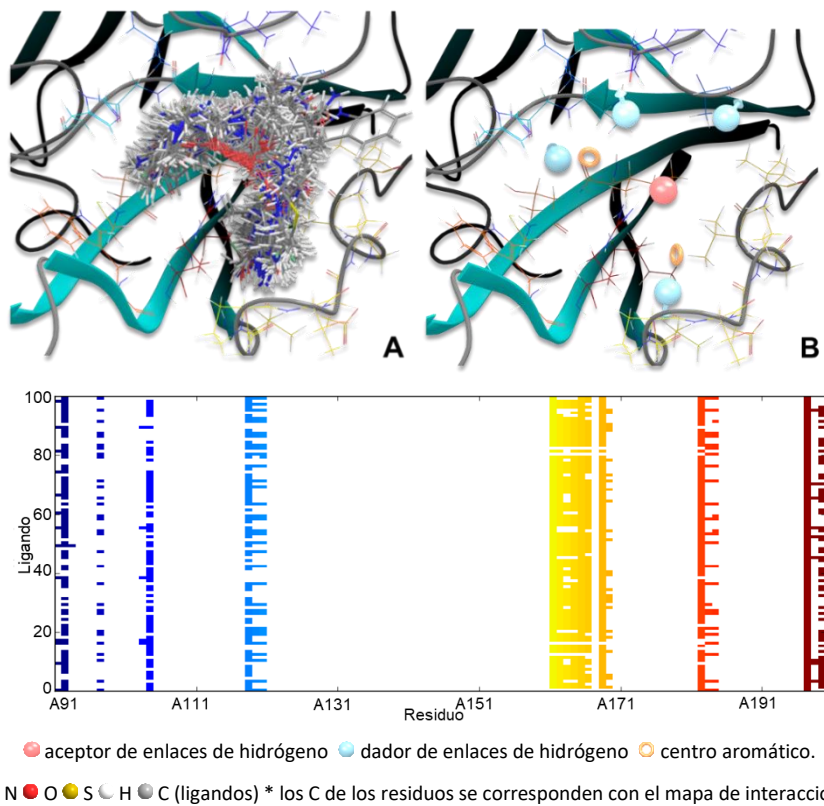 A
B
100
80
60
40
20
0
Ligando
A91 A111 A131 A151 A171 A191
Residuo
aceptor de enlaces de hidrógeno dador de enlaces de hidrógeno centro aromático.
N O S H C (ligandos) * los C de los residuos se corresponden con el mapa de